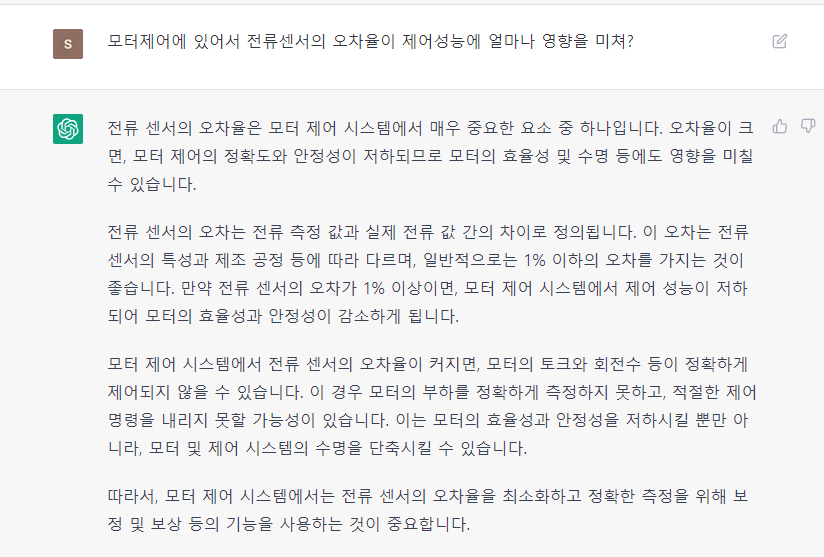 S
모터제어에 있어서 전류센서의 오차율이 제어성능에 얼마나 영향을 미쳐?
전류 센서의 오차율은 모터 제어 시스템에서 매우 중요한 요소 중 하나입니다. 오차율이 크
면, 모터 제어의 정확도와 안정성이 저하되므로 모터의 효율성 및 수명 등에도 영향을 미칠
수 있습니다.
전류 센서의 오차는 전류 측정 값과 실제 전류 값 간의 차이로 정의됩니다. 이 오차는 전류
센서의 특성과 제조 공정 등에 따라 다르며, 일반적으로는 1% 이하의 오차를 가지는 것이
좋습니다. 만약 전류 센서의 오차가 1% 이상이면, 모터 제어 시스템에서 제어 성능이 저하
되어 모터의 효율성과 안정성이 감소하게 됩니다.
모터 제어 시스템에서 전류 센서의 오차율이 커지면, 모터의 토크와 회전수 등이 정확하게
제어되지 않을 수 있습니다. 이 경우 모터의 부하를 정확하게 측정하지 못하고, 적절한 제어
명령을 내리지 못할 가능성이 있습니다. 이는 모터의 효율성과 안정성을 저하시킬 뿐만 아
니라, 모터 및 제어 시스템의 수명을 단축시킬 수 있습니다.
따라서, 모터 제어 시스템에서는 전류 센서의 오차율을 최소화하고 정확한 측정을 위해 보
정 및 보상 등의 기능을 사용하는 것이 중요합니다.